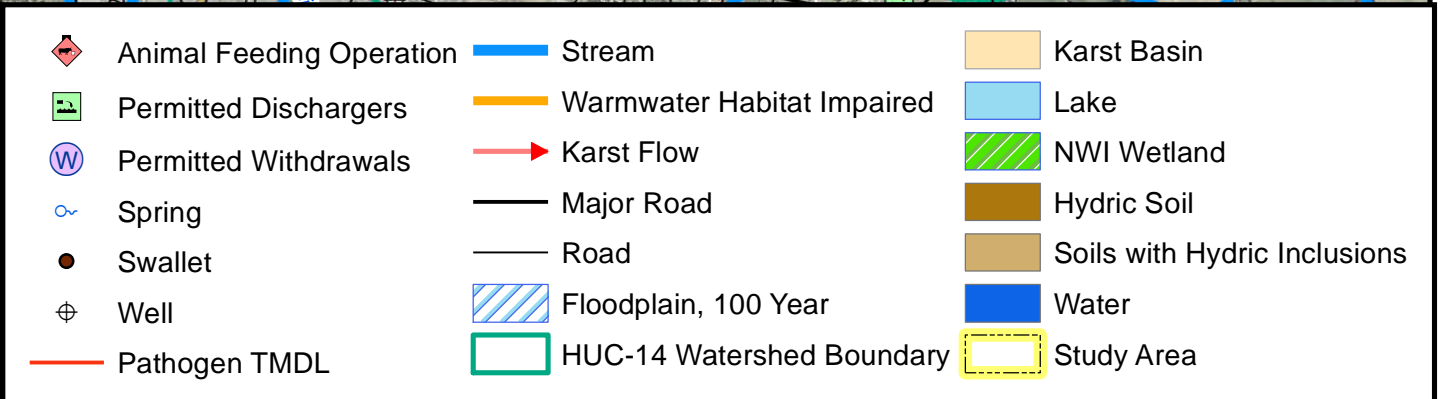 Animal Feeding Operation
Permitted Dischargers
W Permitted Withdrawals
Spring
Swallet
Well
Pathogen TMDL
Stream
Warmwater Habitat Impaired
Karst Flow
Major Road
Road
Floodplain, 100 Year
HUC-14 Watershed Boundary
Karst Basin
Lake
NWI Wetland
Hydric Soil
Soils with Hydric Inclusions
Water
Study Area